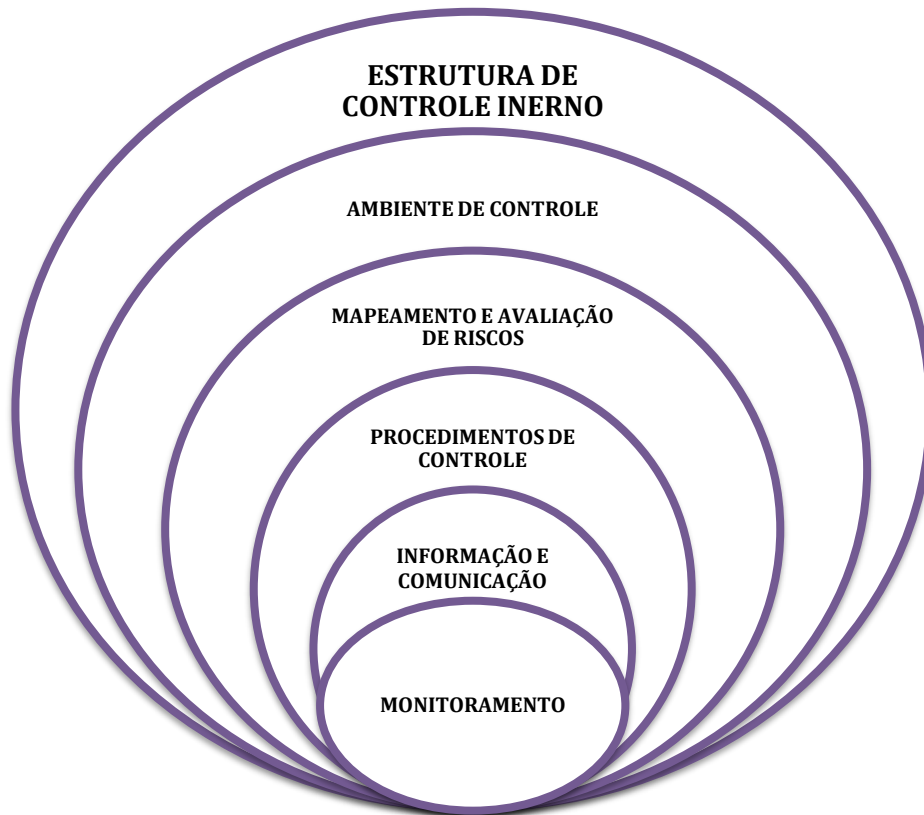 ESTRUTURA DE
CONTROLE INERNO
AMBIENTE DE CONTROLE
MAPEAMENTO E AVALIAÇÃO
DE RISCOS
PROCEDIMENTOS DE
CONTROLE
INFORMAÇÃO E
COMUNICAÇÃO
MONITORAMENTO